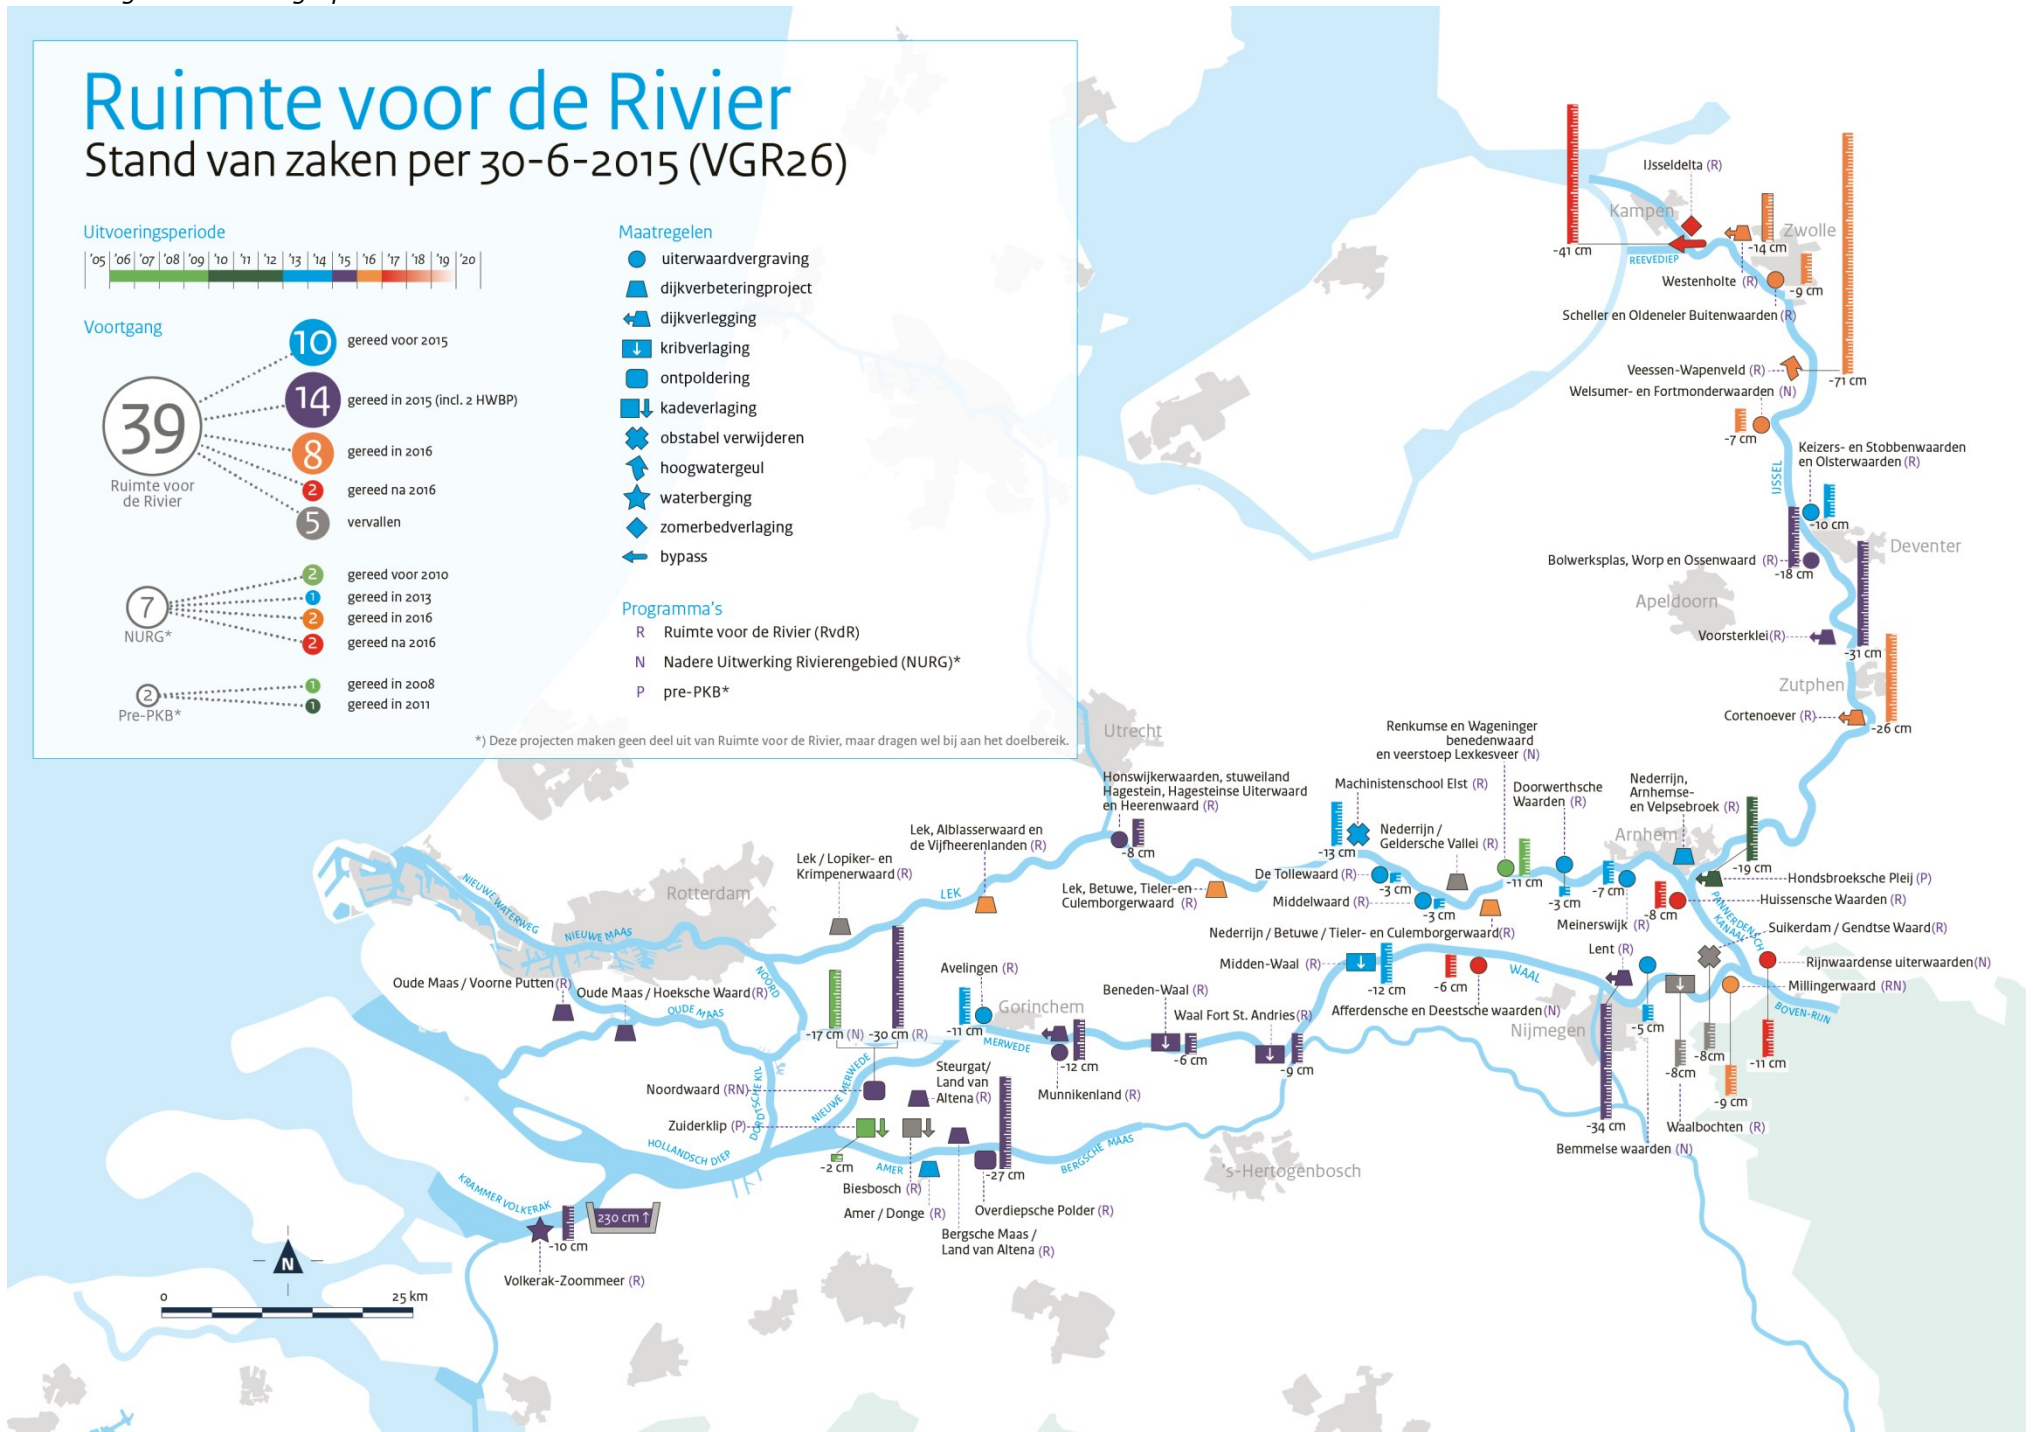 Ruimte voor de Rivier
Stand van zaken per 30-6-2015 (VGR26)
Uitvoeringsperiode
'05 '06 '07 '08 '09 '10 '11 '12 '13 '14 '15 '16 '17 '18 '19 '20
Voortgang
39
Ruimte voor
de Rivier
10 gereed voor 2015
14 gereed in 2015 (incl. 2 HWBP)
8 gereed in 2016
2 gereed na 2016
5 vervallen
7
NURG*
2 gereed voor 2010
1 gereed in 2013
2 gereed in 2016
2 gereed na 2016
2
Pre-PKB*
1 gereed in 2008
1 gereed in 2011
Maatregelen
uiterwaardvergraving
dijkverbeteringproject
dijkverlegging
kribverlaging
ontpoldering
kadeverlaging
obstabel verwijderen
hoogwatergeul
waterberging
zomerbedverlaging
bypass
Programma's
R Ruimte voor de Rivier (RvdR)
N Nadere Uitwerking Rivierengebied (NURG)*
P pre-PKB*
*) Deze projecten maken geen deel uit van Ruimte voor de Rivier, maar dragen wel bij aan het doelbereik.
IJsseldelta (R)
Kampen
-41 cm
REEVEDIEP
-14 cm
Zwolle
Westenholte (R)
-9 cm
Scheller en Oldeneler Buitenwaarden (R)
Veessen-Wapenveld (R)
-71 cm
Welsumer- en Fortmonderwaarden (N)
-7 cm
Keizers- en Stobbenwaarden
en Olsterwaarden (R)
IJSSEL
-10 cm
Deventer
Bolwerksplas, Worp en Ossenwaard (R)
-18 cm
Apeldoorn
Voorsterklei(R)
-31 cm
Zutphen
Cortenoever (R)
-26 cm
Utrecht
Renkumse en Wageninger
benedenwaard
en veerstoep Lexkesveer (N)
Honswijkerwaarden, stuweiland
Hagestein, Hagesteinse Uiterwaard
en Heerenwaard (R)
-8 cm
Machinistenschool Elst (R)
-13 cm
Doorwerthsche
Waarden (R)
Nederrijn,
Arnhemse-
en Velpsebroek (R)
Arnhem
-19 cm
Nederrijn /
Geldersche Vallei (R)
Lek, Alblasserwaard en
de Vijfheerenlanden (R)
Lek / Lopiker- en
Krimpenerwaard (R)
Rotterdam
LEK
Lek, Betuwe, Tieler-en
Culemborgerwaard (R)
De Tollewaard (R)
-3 cm
-11 cm
-3 cm
-7 cm
Hondsbroeksche Pleij (P)
Middelwaard (R)
-3 cm
Meinerswijk (R)
-8 cm
Huissensche Waarden (R)
PANNERDENSCH
KANAAL
Nederrijn / Betuwe / Tieler- en Culemborgerwaard(R)
Suikerdam / Gendtse Waard(R)
NIEUWE WATERWEG
NIEUWE MAAS
NOORD
Midden-Waal (R)
-12 cm
-6 cm
WAAL
Lent (R)
Rijnwaardense uiterwaarden(N)
Millingerwaard (RN)
BOVEN-RIJN
Afferdensche en Deestsche waarden(N)
Nijmegen
-5 cm
-8cm
-8cm
-11 cm
-9 cm
-34 cm
Waalbochten (R)
Bemmelse waarden (N)
Oude Maas / Voorne Putten(R)
Oude Maas / Hoeksche Waard(R)
OUDE MAAS
-17 cm (N)
-30 cm (R)
Avelingen (R)
-11 cm
Gorinchem
MERWEDE
Beneden-Waal (R)
-6 cm
Waal Fort St. Andries(R)
-9 cm
-12 cm
Munnikenland (R)
Noordwaard (RN)
NIEUWE MERWEDE
DORDTSCHE KIL
Steurgat/
Land van
Altena (R)
Zuiderklip (P)
-2 cm
HOLLANDSCH DIEP
AMER
-27 cm
BERGSCHE MAAS
's-Hertogenbosch
Biesbosch (R)
Amer / Donge (R)
Overdiepsche Polder (R)
Bergsche Maas /
Land van Altena (R)
KRAMMER VOLKERAK
230 cm ↑
-10 cm
Volkerak-Zoommeer (R)
N
0 25 km